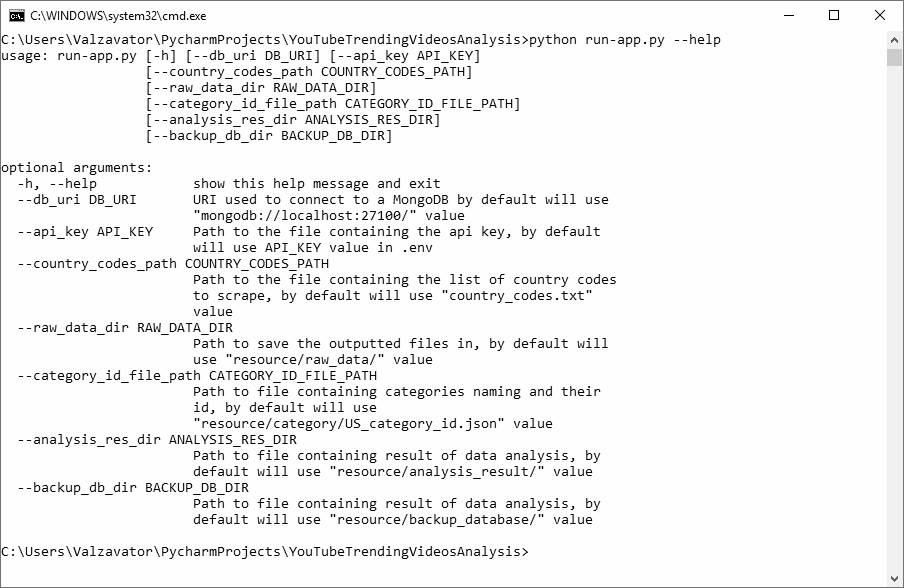 C:\WINDOWS\system32\cmd.exe
C:\Users\Valzavator\PycharmProjects\YouTubeTrendingVideosAnalysis>python run-app.py --help
usage: run-app.py [-h] [--db_uri DB_URI] [--api_key API_KEY]
                  [--country_codes_path COUNTRY_CODES_PATH]
                  [--raw_data_dir RAW_DATA_DIR]
                  [--category_id_file_path CATEGORY_ID_FILE_PATH]
                  [--analysis_res_dir ANALYSIS_RES_DIR]
                  [--backup_db_dir BACKUP_DB_DIR]

optional arguments:
  -h, --help            show this help message and exit
  --db_uri DB_URI       URI used to connect to a MongoDB by default will use
                        "mongodb://localhost:27100/" value
  --api_key API_KEY     Path to the file containing the api key, by default
                        will use API_KEY value in .env
  --country_codes_path COUNTRY_CODES_PATH
                        Path to the file containing the list of country codes
                        to scrape, by default will use "country_codes.txt"
                        value
  --raw_data_dir RAW_DATA_DIR
                        Path to save the outputted files in, by default will
                        use "resource/raw_data/" value
  --category_id_file_path CATEGORY_ID_FILE_PATH
                        Path to file containing categories naming and their
                        id, by default will use
                        "resource/category/US_category_id.json" value
  --analysis_res_dir ANALYSIS_RES_DIR
                        Path to file containing result of data analysis, by
                        default will use "resource/analysis_result/" value
  --backup_db_dir BACKUP_DB_DIR
                        Path to file containing result of data analysis, by
                        default will use "resource/backup_database/" value

C:\Users\Valzavator\PycharmProjects\YouTubeTrendingVideosAnalysis>